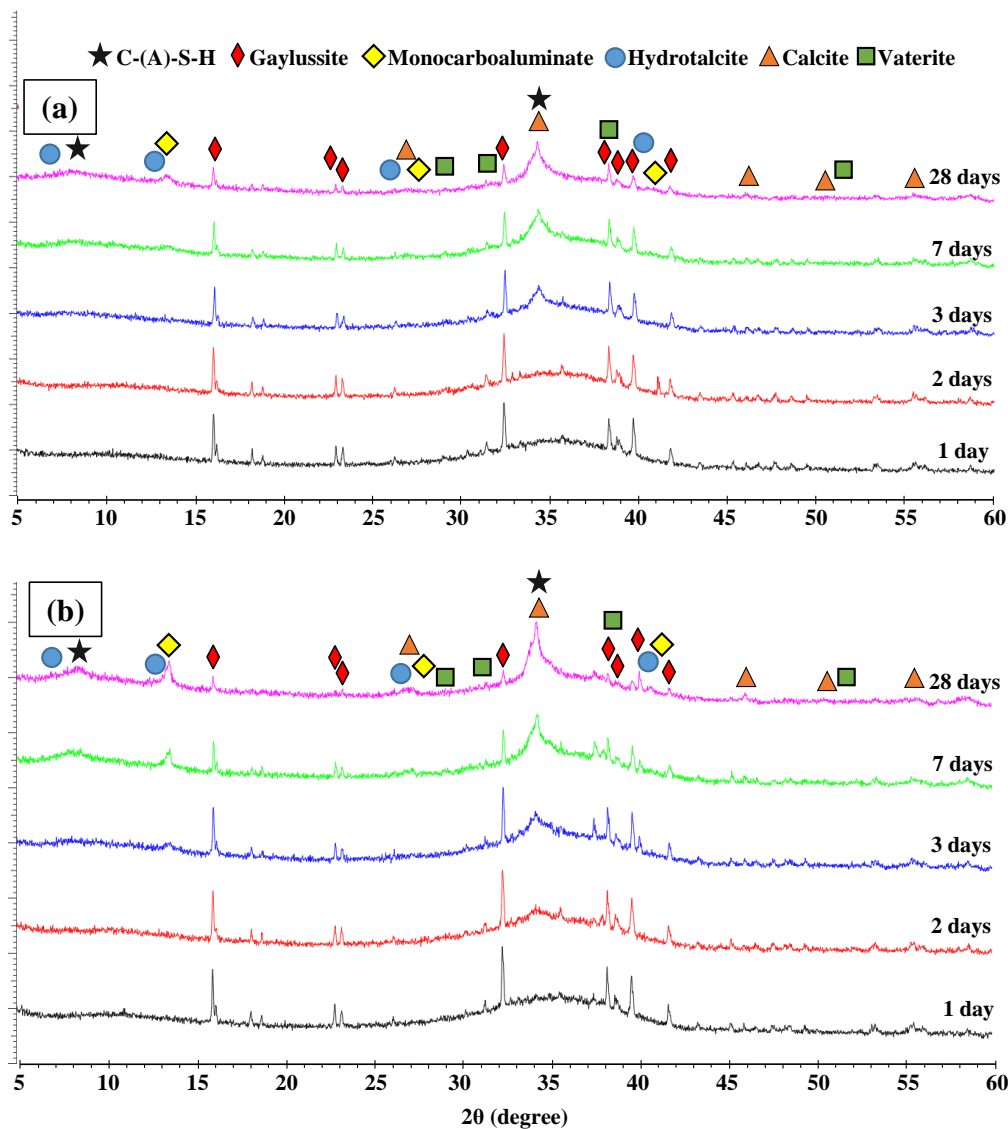 C-(A)-S-H Gaylussite Monocarboaluminate Hydrotalcite Calcite Vaterite
(a)
28 days
7 days
3 days
2 days
1 day
5 10 15 20 25 30 35 40 45 50 55 60
(b)
28 days
7 days
3 days
2 days
1 day
5 10 15 20 25 30 35 40 45 50 55 60
2θ (degree)